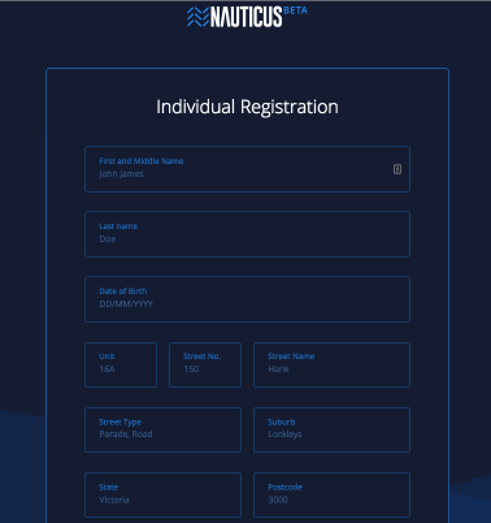 NAUTICUS BETA
Individual Registration
First and Middle Name
John James
Last name
Doe
Date of Birth
DD/MM/YYYY
Unit
16A
Street No.
150
Street Name
Hank
Street Type
Parade, Road
Suburb
Lockleys
State
Victoria
Postcode
3000